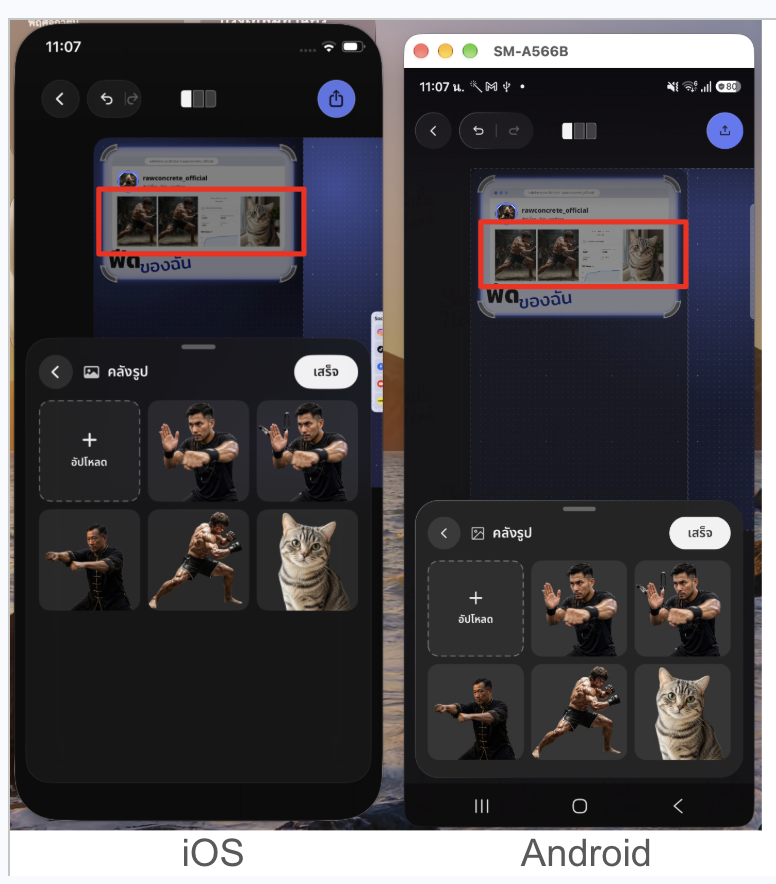 11:07
rawconcrete_official
ฟีด
ของฉัน
คลังรูป
เสร็จ
+
อัปโหลด
iOS
SM-A566B
11:07 น.
80
rawconcrete_official
ของฉัน
คลังรูป
เสร็จ
+
อัปโหลด
Android